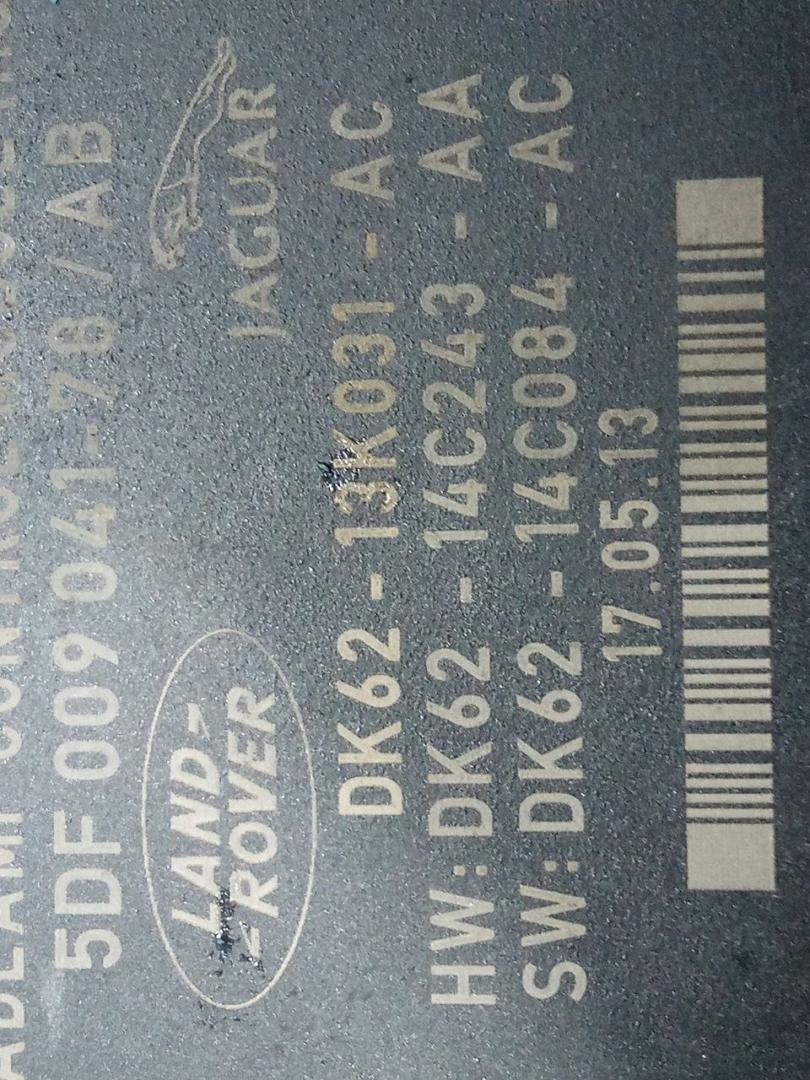 5DF 009 041-78 /AB
LAND
ROVER
JAGUAR
DK62 - 13K031 - AC
HW: DK62 - 14C243 - AA
SW: DK62 - 14C084 - AC
17.05.13